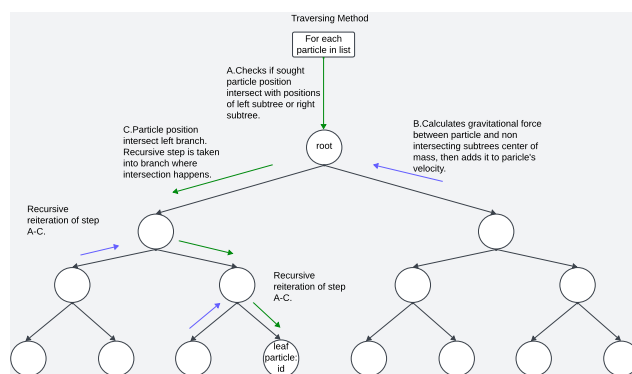 Traversing Method
For each
particle in list
A.Checks if sought
particle position
intersect with positions
of left subtree or right
subtree.
B.Calculates gravitational force
between particle and non
intersecting subtrees center of
mass, then adds it to paricle's
velocity.
C.Particle position
intersect left branch.
Recursive step is taken
into branch where
intersection happens.
root
Recursive
reiteration of step
A-C.
Recursive
reiteration of step
A-C.
leaf
particle:
id